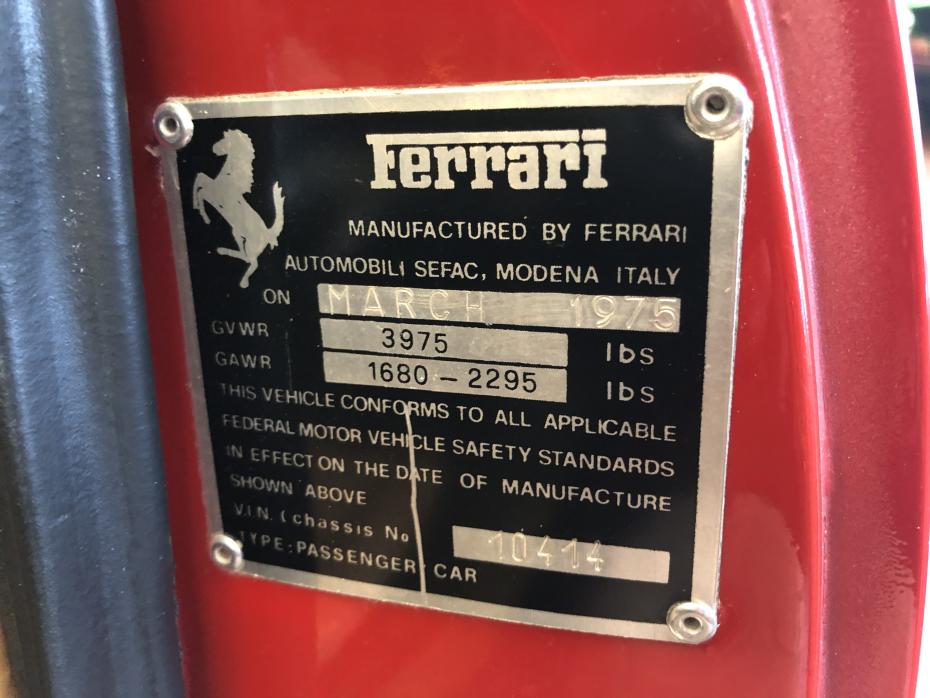 Ferrari
MANUFACTURED BY FERRARI
AUTOMOBILI SEFAC, MODENA ITALY
ON MARCH 1975
GVWR 3975 lbs
GAWR 1680-2295 lbs
THIS VEHICLE CONFORMS TO ALL APPLICABLE
FEDERAL MOTOR VEHICLE SAFETY STANDARDS
IN EFFECT ON THE DATE OF MANUFACTURE
SHOWN ABOVE
V.I.N. (chassis No 10414
TYPE: PASSENGER CAR